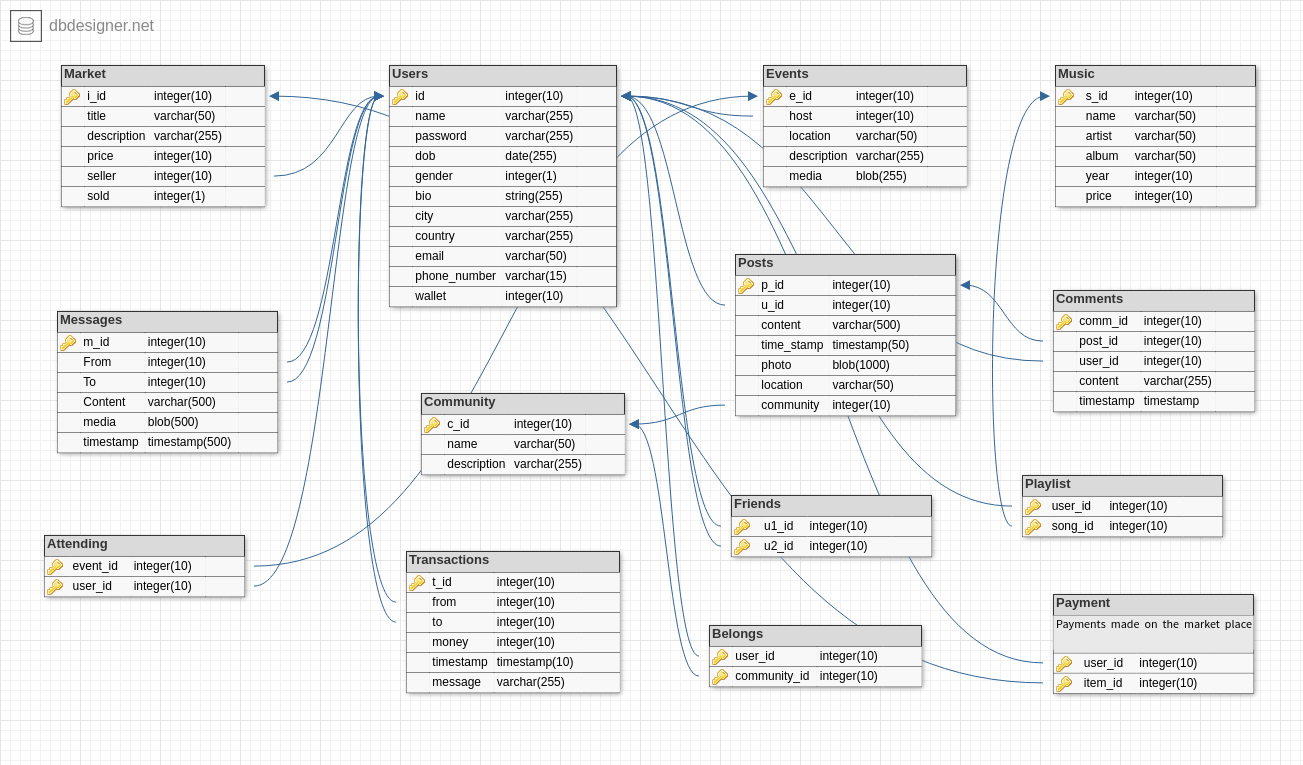 dbdesigner.net
Market
i_id integer(10)
title varchar(50)
description varchar(255)
price integer(10)
seller integer(10)
sold integer(1)
Users
id integer(10)
name varchar(255)
password varchar(255)
dob date(255)
gender integer(1)
bio string(255)
city varchar(255)
country varchar(255)
email varchar(50)
phone_number varchar(15)
wallet integer(10)
Events
e_id integer(10)
host integer(10)
location varchar(50)
description varchar(255)
media blob(255)
Music
s_id integer(10)
name varchar(50)
artist varchar(50)
album varchar(50)
year integer(10)
price integer(10)
Posts
p_id integer(10)
u_id integer(10)
content varchar(500)
time_stamp timestamp(50)
photo blob(1000)
location varchar(50)
community integer(10)
Comments
comm_id integer(10)
post_id integer(10)
user_id integer(10)
content varchar(255)
timestamp timestamp
Messages
m_id integer(10)
From integer(10)
To integer(10)
Content varchar(500)
media blob(500)
timestamp timestamp(500)
Community
c_id integer(10)
name varchar(50)
description varchar(255)
Playlist
user_id integer(10)
song_id integer(10)
Friends
u1_id integer(10)
u2_id integer(10)
Attending
event_id integer(10)
user_id integer(10)
Transactions
t_id integer(10)
from integer(10)
to integer(10)
money integer(10)
timestamp timestamp(10)
message varchar(255)
Belongs
user_id integer(10)
community_id integer(10)
Payment
Payments made on the market place
user_id integer(10)
item_id integer(10)